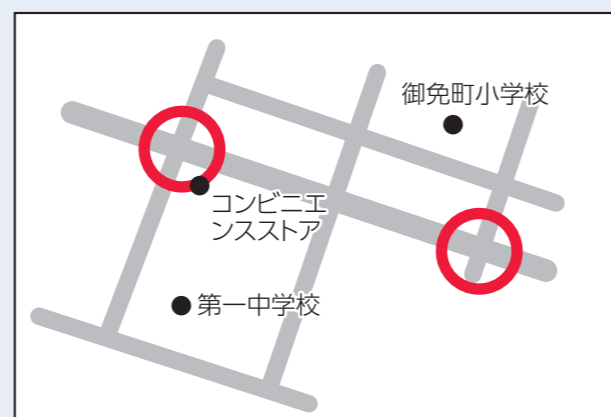 御免町小学校
コンビニエ
ンスストア
第一中学校